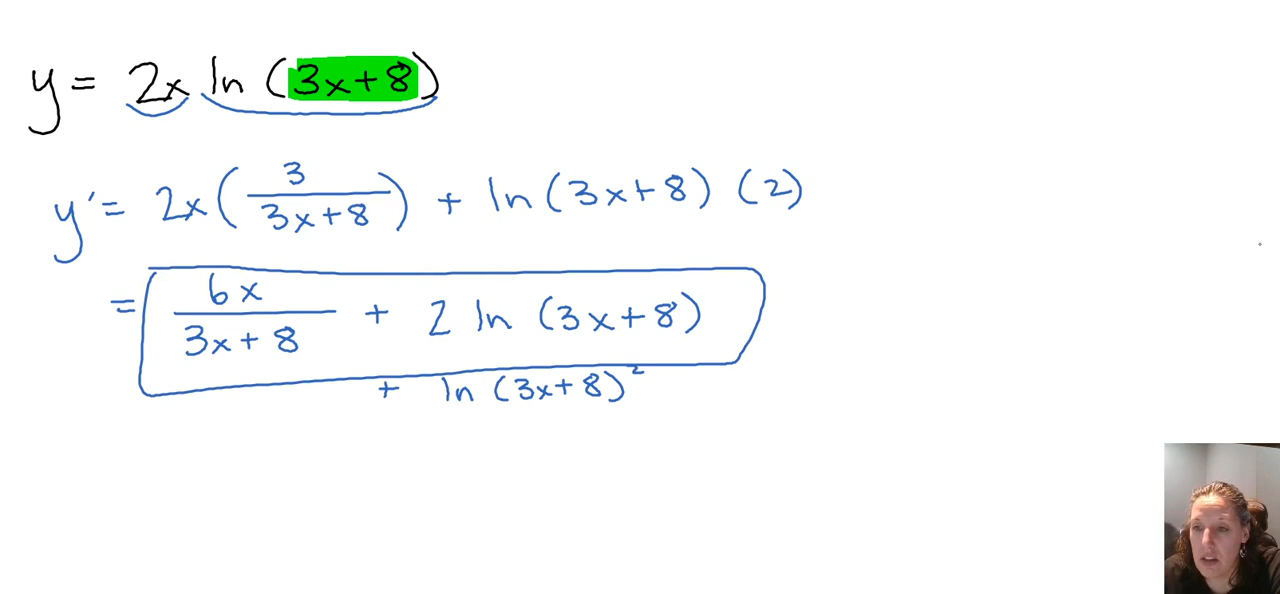 y = 2x ln (3x+8)
y' = 2x(3/(3x+8)) + ln(3x+8) (2)
= 6x/(3x+8) + 2 ln (3x+8)
+ ln (3x+8)²